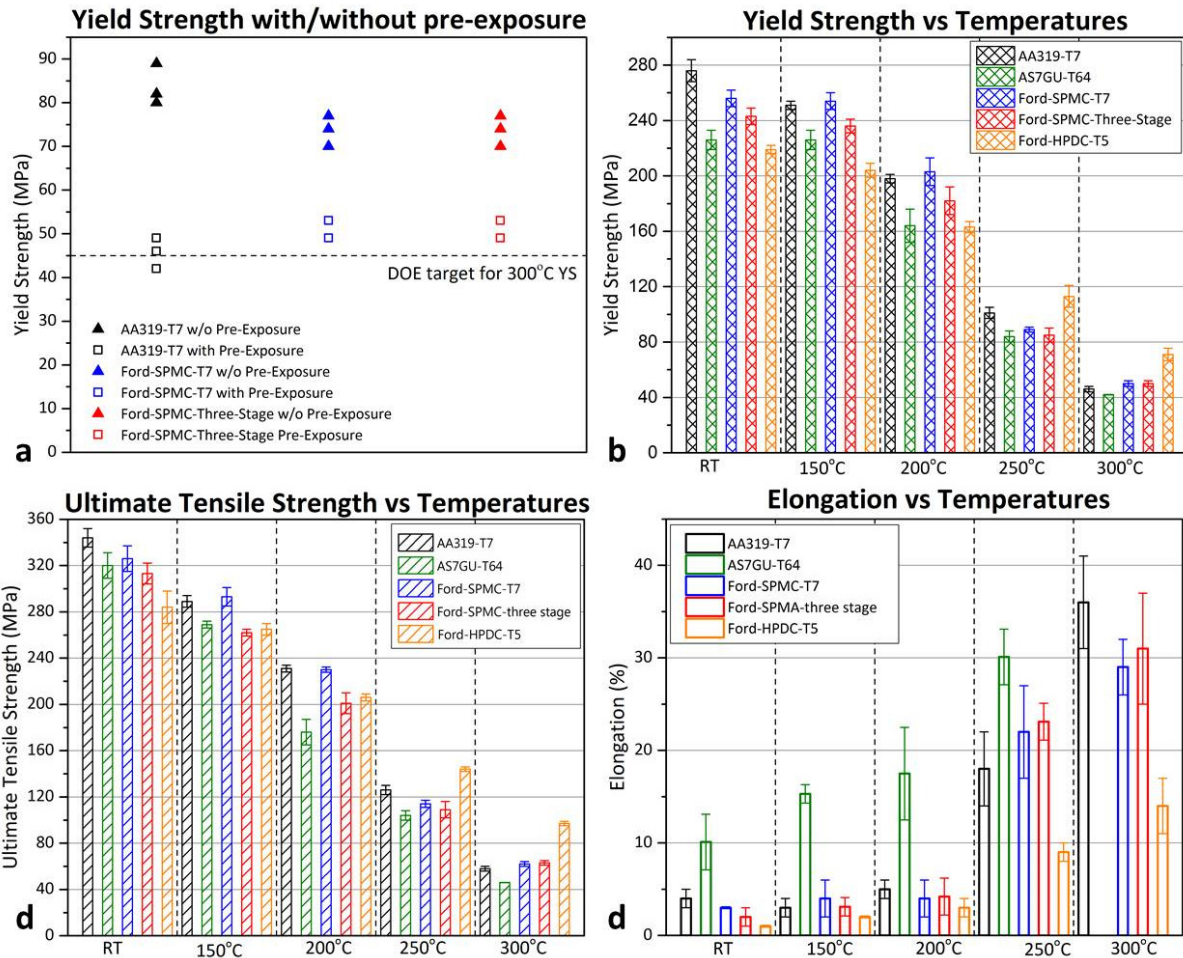 Yield Strength with/without pre-exposure
Yield Strength (MPa)
90
80
70
60
50
40
30
20
10
0
DOE target for 300°C YS
AA319-T7 w/o Pre-Exposure
AA319-T7 with Pre-Exposure
Ford-SPMC-T7 w/o Pre-Exposure
Ford-SPMC-T7 with Pre-Exposure
Ford-SPMC-Three-Stage w/o Pre-Exposure
Ford-SPMC-Three-Stage Pre-Exposure
a
Yield Strength vs Temperatures
Yield Strength (MPa)
280
240
200
160
120
80
40
0
AA319-T7
AS7GU-T64
Ford-SPMC-T7
Ford-SPMC-Three-Stage
Ford-HPDC-T5
RT 150°C 200°C 250°C 300°C
b
Ultimate Tensile Strength vs Temperatures
Ultimate Tensile Strength (MPa)
360
320
280
240
200
160
120
80
40
0
AA319-T7
AS7GU-T64
Ford-SPMC-T7
Ford-SPMC-three stage
Ford-HPDC-T5
RT 150°C 200°C 250°C 300°C
d
Elongation vs Temperatures
Elongation (%)
40
30
20
10
0
AA319-T7
AS7GU-T64
Ford-SPMC-T7
Ford-SPMA-three stage
Ford-HPDC-T5
RT 150°C 200°C 250°C 300°C
d